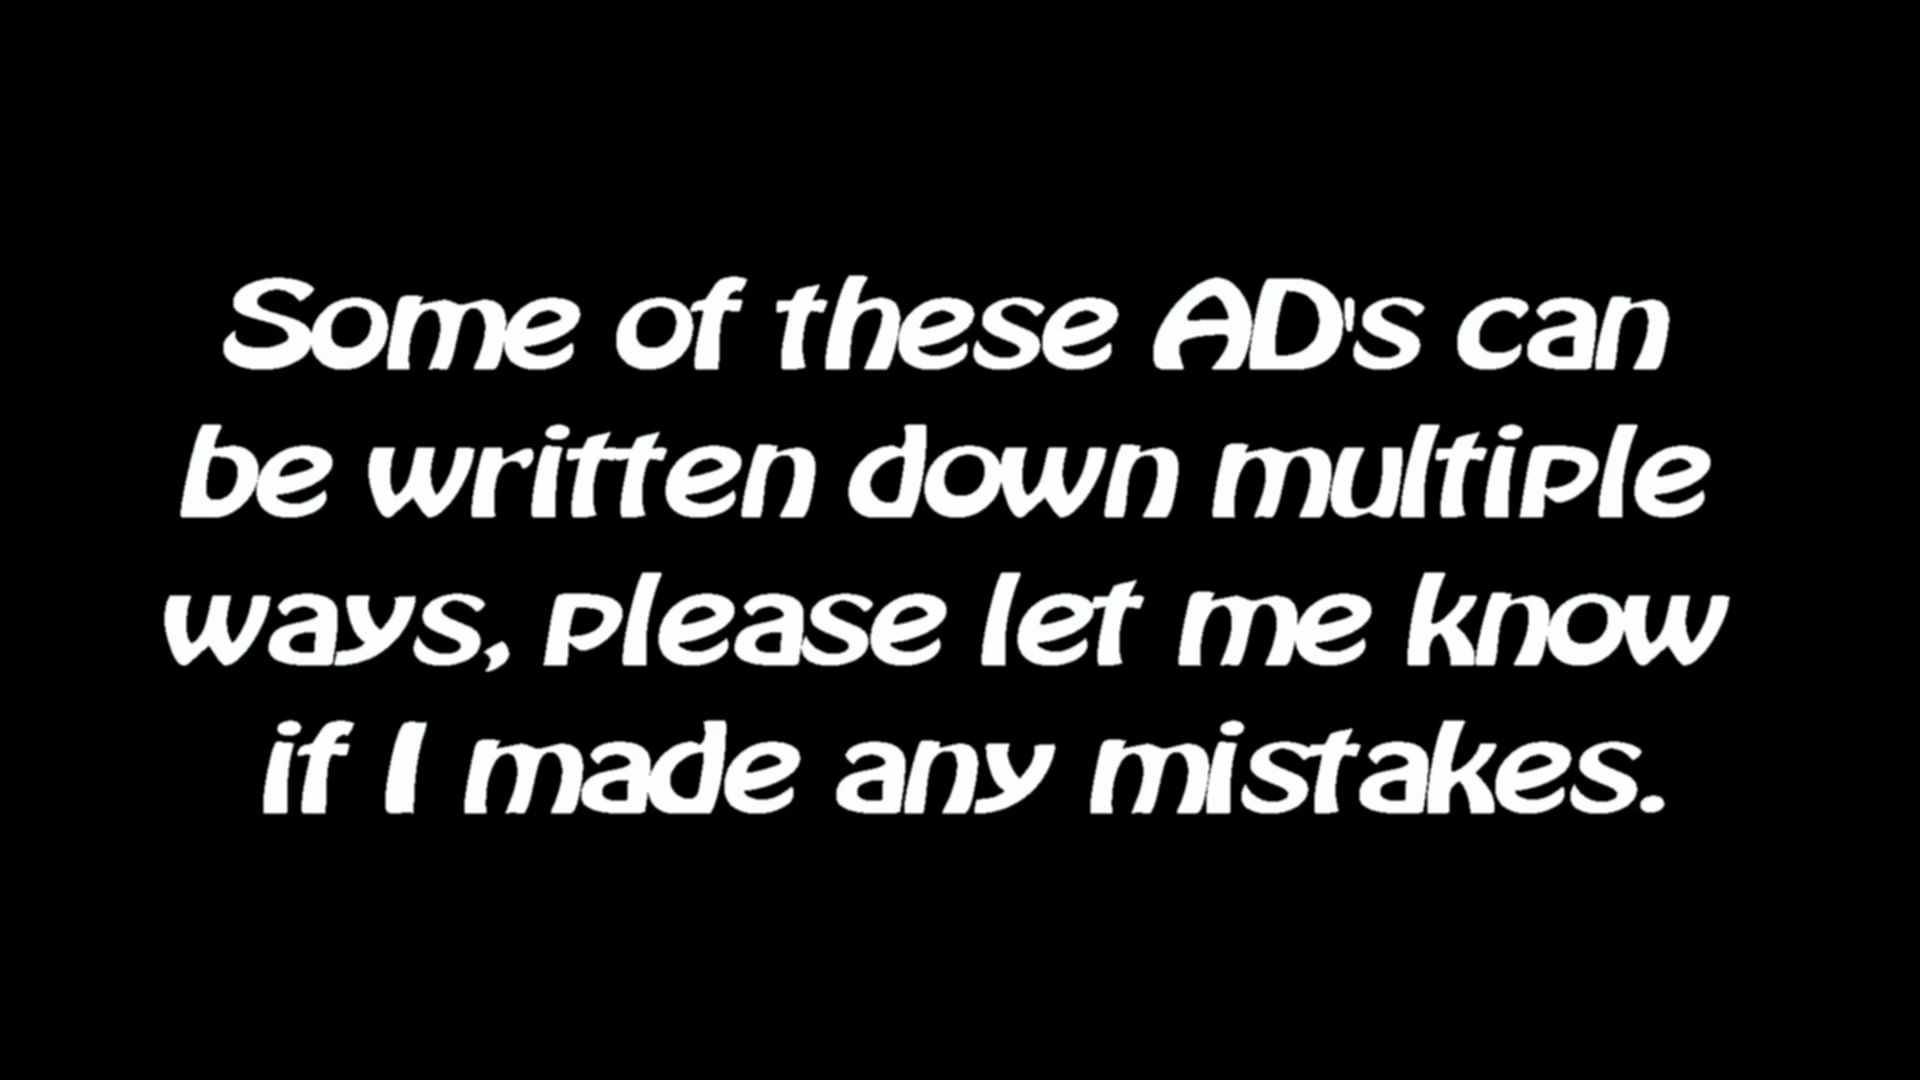 Some of these AD's can
be written down multiple
ways, please let me know
if I made any mistakes.